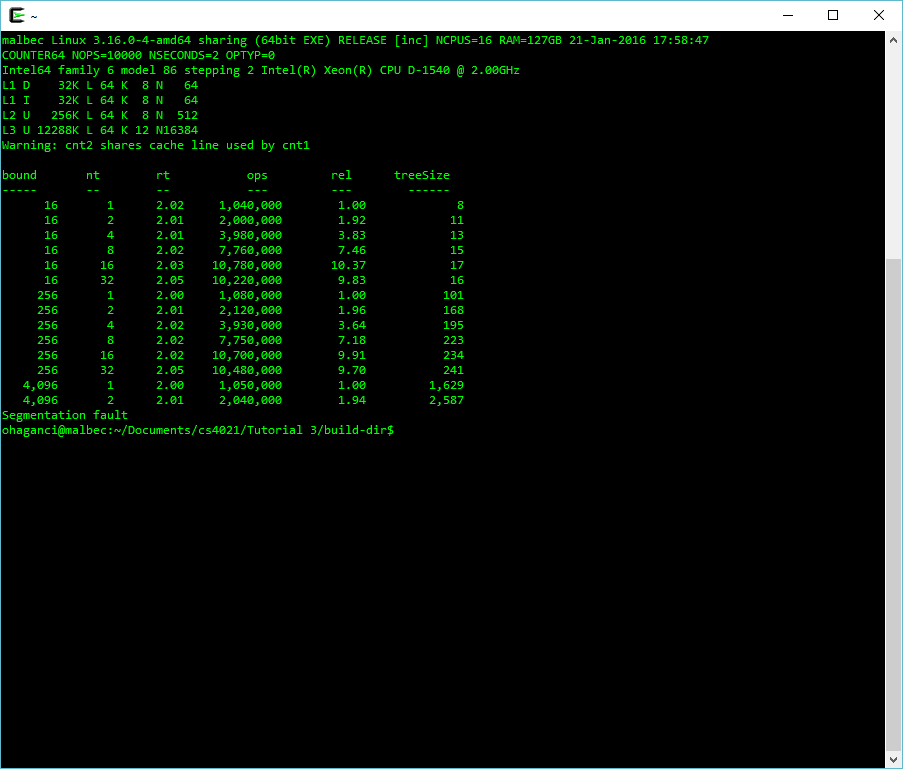 ~
malbec Linux 3.16.0-4-amd64 sharing (64bit EXE) RELEASE [inc] NCPUS=16 RAM=127GB 21-Jan-2016 17:58:47
COUNTER64 NOPS=10000 NSECONDS=2 OPTYP=0
Intel64 family 6 model 86 stepping 2 Intel(R) Xeon(R) CPU D-1540 @ 2.00GHz
L1 D    32K L 64 K  8 N   64
L1 I    32K L 64 K  8 N   64
L2 U   256K L 64 K  8 N  512
L3 U 12288K L 64 K 12 N16384
Warning: cnt2 shares cache line used by cnt1
bound       nt        rt           ops         rel      treeSize
-----       --        --           ---         ---        ------
      16       1      2.02     1,040,000        1.00             8
      16       2      2.01     2,000,000        1.92            11
      16       4      2.01     3,980,000        3.83            13
      16       8      2.02     7,760,000        7.46            15
      16      16      2.03    10,780,000       10.37            17
      16      32      2.05    10,220,000        9.83            16
     256       1      2.00     1,080,000        1.00           101
     256       2      2.01     2,120,000        1.96           168
     256       4      2.02     3,930,000        3.64           195
     256       8      2.02     7,750,000        7.18           223
     256      16      2.02    10,700,000        9.91           234
     256      32      2.05    10,480,000        9.70           241
   4,096       1      2.00     1,050,000        1.00         1,629
   4,096       2      2.01     2,040,000        1.94         2,587
Segmentation fault
ohaganci@malbec:~/Documents/cs4021/Tutorial 3/build-dir$